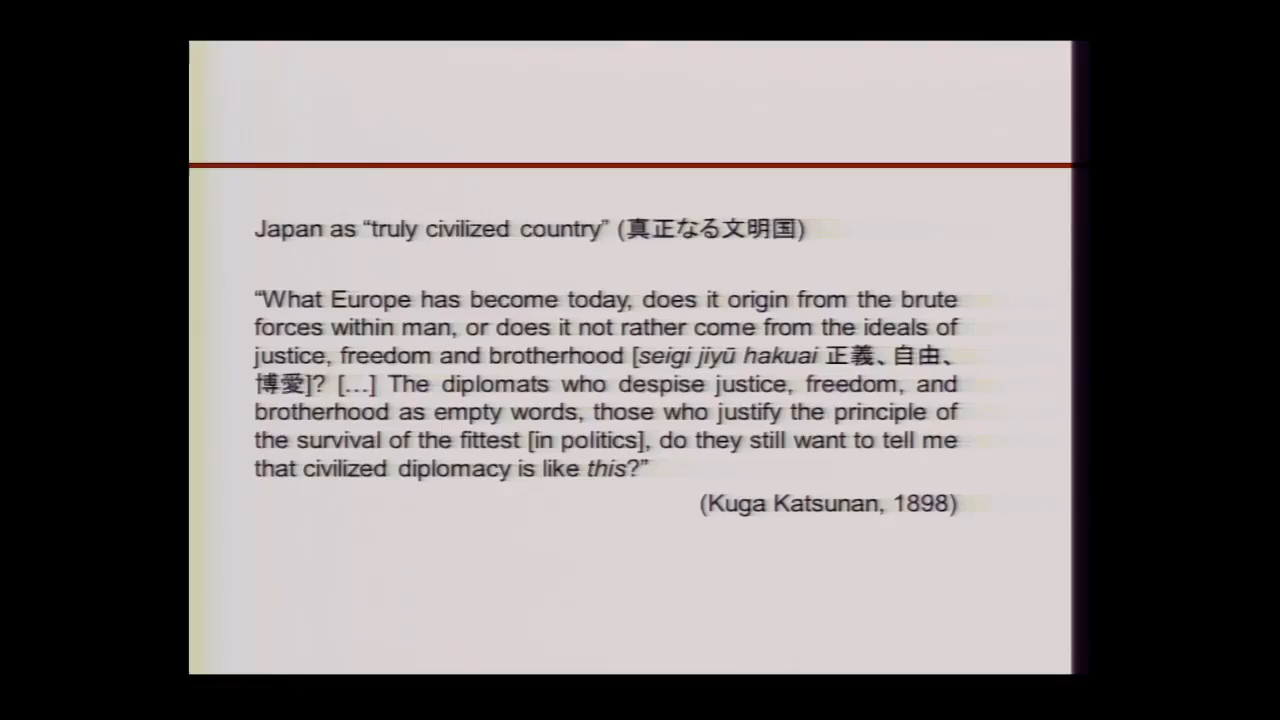 Japan as “truly civilized country” (真正なる文明国)
“What Europe has become today, does it origin from the brute
forces within man, or does it not rather come from the ideals of
justice, freedom and brotherhood [seigi jiyū hakuai 正義、自由、
博愛]? […] The diplomats who despise justice, freedom, and
brotherhood as empty words, those who justify the principle of
the survival of the fittest [in politics], do they still want to tell me
that civilized diplomacy is like this?”
(Kuga Katsunan, 1898)